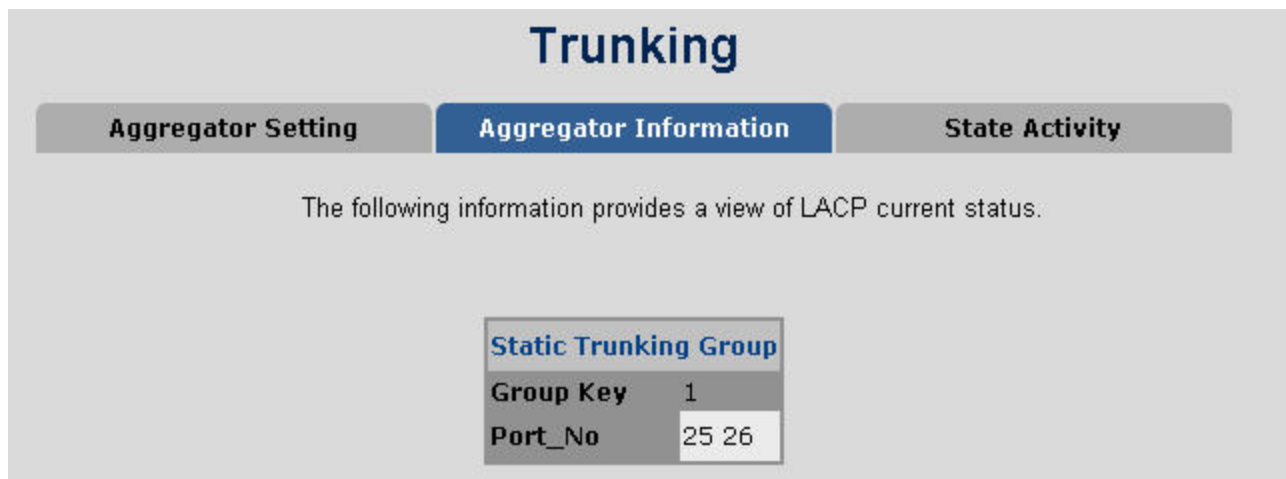 Trunking
Aggregator Setting Aggregator Information State Activity
The following information provides a view of LACP current status.
Static Trunking Group
Group Key 1
Port_No 25 26